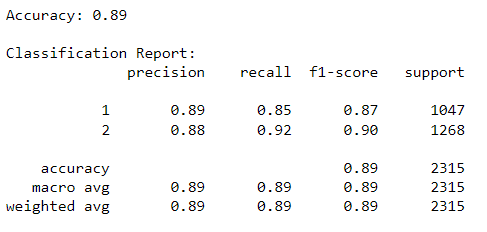 Accuracy: 0.89
Classification Report:
precision recall f1-score support
1 0.89 0.85 0.87 1047
2 0.88 0.92 0.90 1268
accuracy 0.89 2315
macro avg 0.89 0.89 0.89 2315
weighted avg 0.89 0.89 0.89 2315